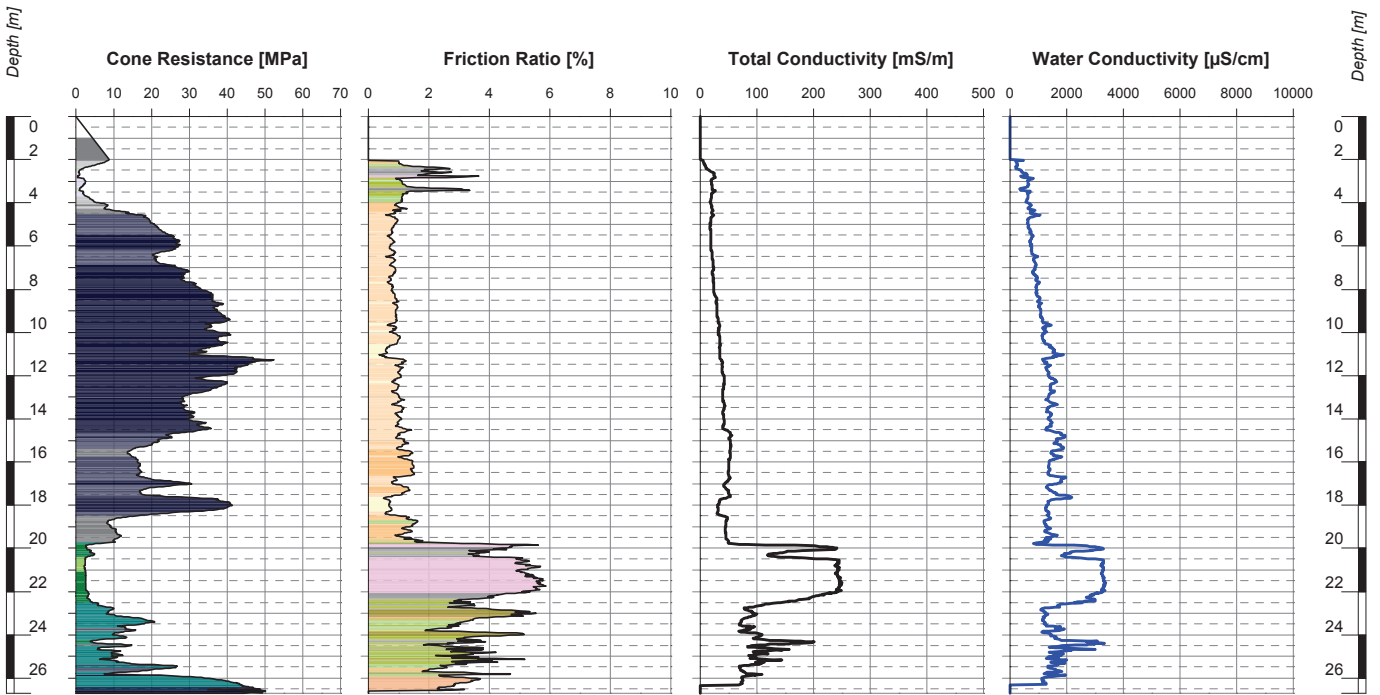 Depth [m]
Cone Resistance [MPa]
Friction Ratio [%]
Total Conductivity [mS/m]
Water Conductivity [µS/cm]
Depth [m]
0 10 20 30 40 50 60 70
0 2 4 6 8 10
0 100 200 300 400 500
0 2000 4000 6000 8000 10000
0 0
2 2
4 4
6 6
8 8
10 10
12 12
14 14
16 16
18 18
20 20
22 22
24 24
26 26